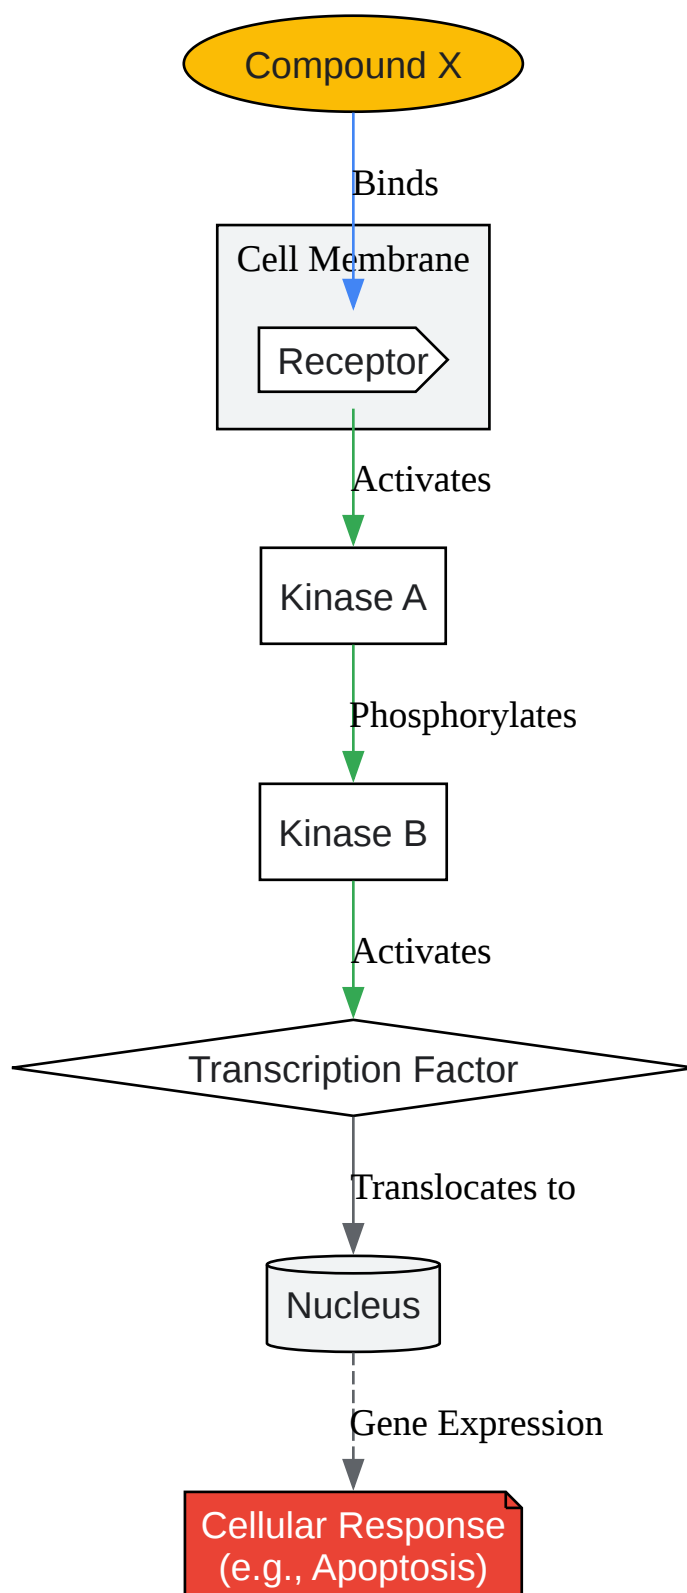 Compound X
Binds
Cell Membrane
Receptor
Activates
Kinase A
Phosphorylates
Kinase B
Activates
Transcription Factor
Translocates to
Nucleus
Gene Expression
Cellular Response
(e.g., Apoptosis)